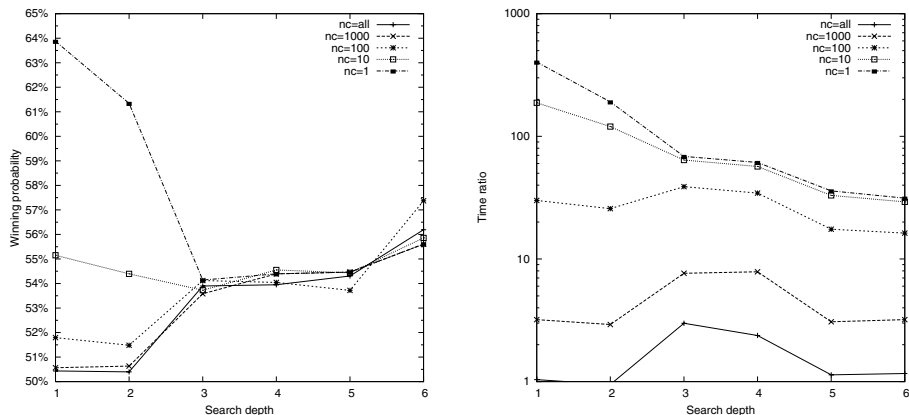 65%
64%
63%
62%
61%
60%
59%
58%
57%
56%
55%
54%
53%
52%
51%
50%
Winning probability
1 2 3 4 5 6
Search depth
nc=all
nc=1000
nc=100
nc=10
nc=1
1000
100
10
1
Time ratio
1 2 3 4 5 6
Search depth
nc=all
nc=1000
nc=100
nc=10
nc=1